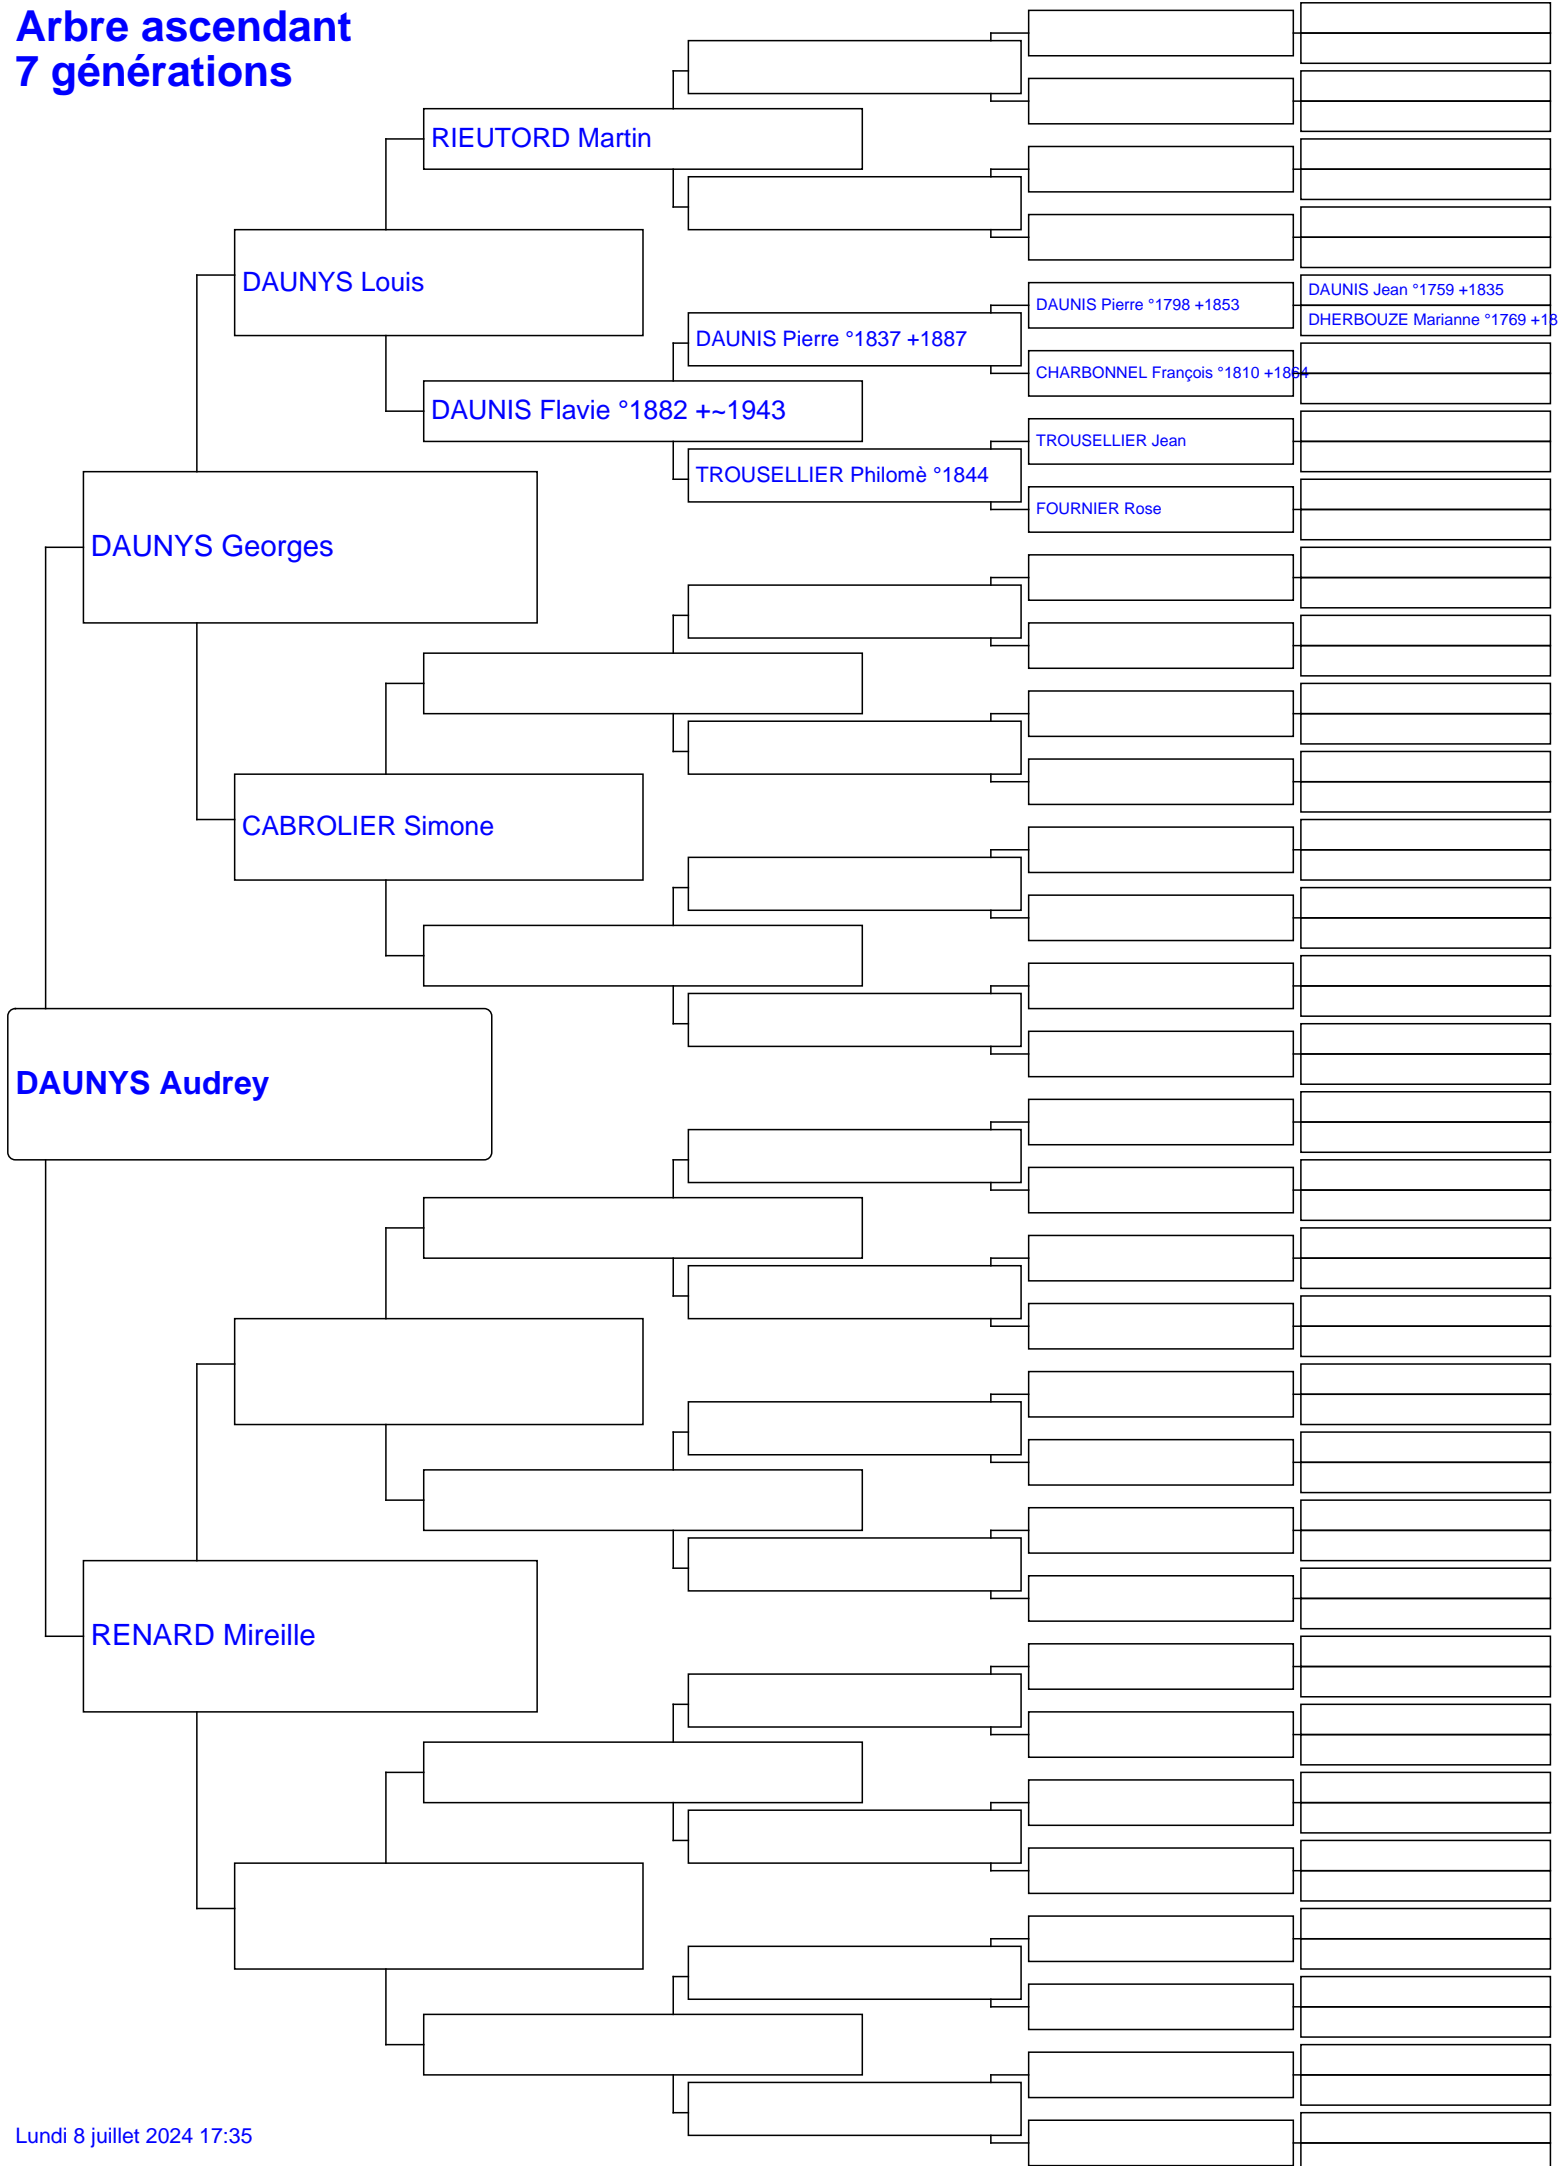 Arbre ascendant
7 générations
RIEUTORD Martin
DAUNYS Louis
DAUNIS Jean °1759 +1835
DAUNIS Pierre °1798 +1853
DHERBOUZE Marianne °1769 +18
DAUNIS Pierre °1837 +1887
CHARBONNEL François °1810 +1864
DAUNIS Flavie °1882 +~1943
TROUSELLIER Jean
TROUSELLIER Philomè °1844
FOURNIER Rose
DAUNYS Georges
CABROLIER Simone
DAUNYS Audrey
RENARD Mireille
Lundi 8 juillet 2024 17:35